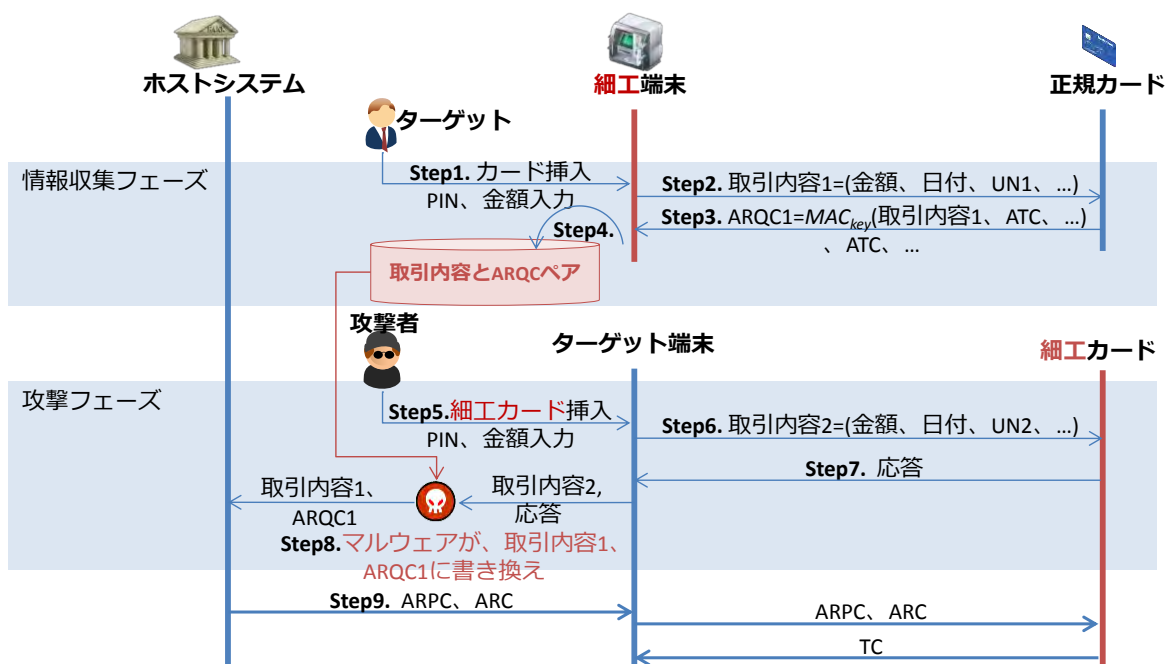 ホストシステム
細工端末
正規カード
ターゲット
情報収集フェーズ
Step1. カード挿入
PIN、金額入力
Step2. 取引内容1=(金額、日付、UN1、…)
Step3. ARQC1=MACkey(取引内容1、ATC、…)
、ATC、…
Step4.
取引内容とARQCペア
攻撃者
ターゲット端末
細工カード
攻撃フェーズ
Step5.細工カード挿入
PIN、金額入力
Step6. 取引内容2=(金額、日付、UN2、…)
Step7. 応答
取引内容1、
ARQC1
取引内容2,
応答
Step8.マルウェアが、取引内容1、
ARQC1に書き換え
Step9. ARPC、ARC
ARPC、ARC
TC